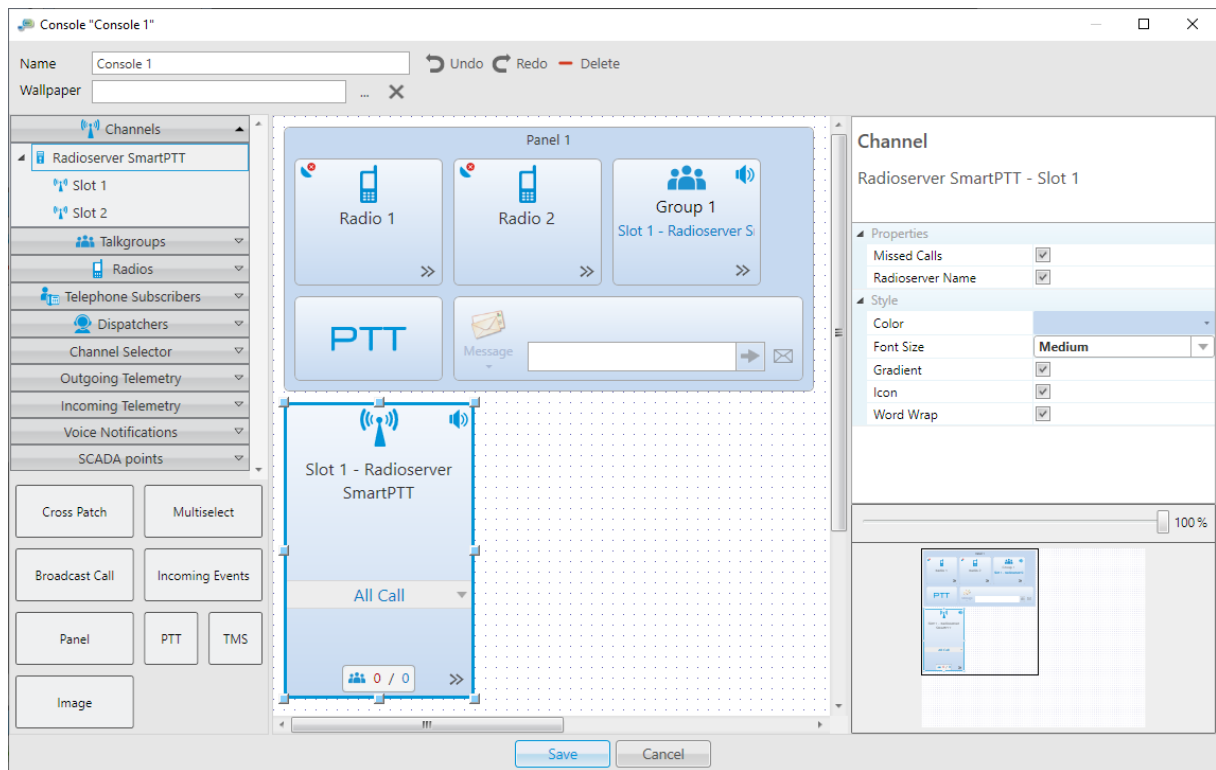 Console "Console 1"
Name
Console 1
Undo
Redo
Delete
Wallpaper
...
Channels
Radioserver SmartPTT
Slot 1
Slot 2
Talkgroups
Radios
Telephone Subscribers
Dispatchers
Channel Selector
Outgoing Telemetry
Incoming Telemetry
Voice Notifications
SCADA points
Cross Patch
Multiselect
Broadcast Call
Incoming Events
Panel
PTT
TMS
Image
Panel 1
Radio 1
Radio 2
Group 1
Slot 1 - Radioserver S
PTT
Message
Slot 1 - Radioserver
SmartPTT
All Call
0 / 0
Channel
Radioserver SmartPTT - Slot 1
Properties
Missed Calls
Radioserver Name
Style
Color
Font Size
Medium
Gradient
Icon
Word Wrap
100 %
PTT
Save
Cancel